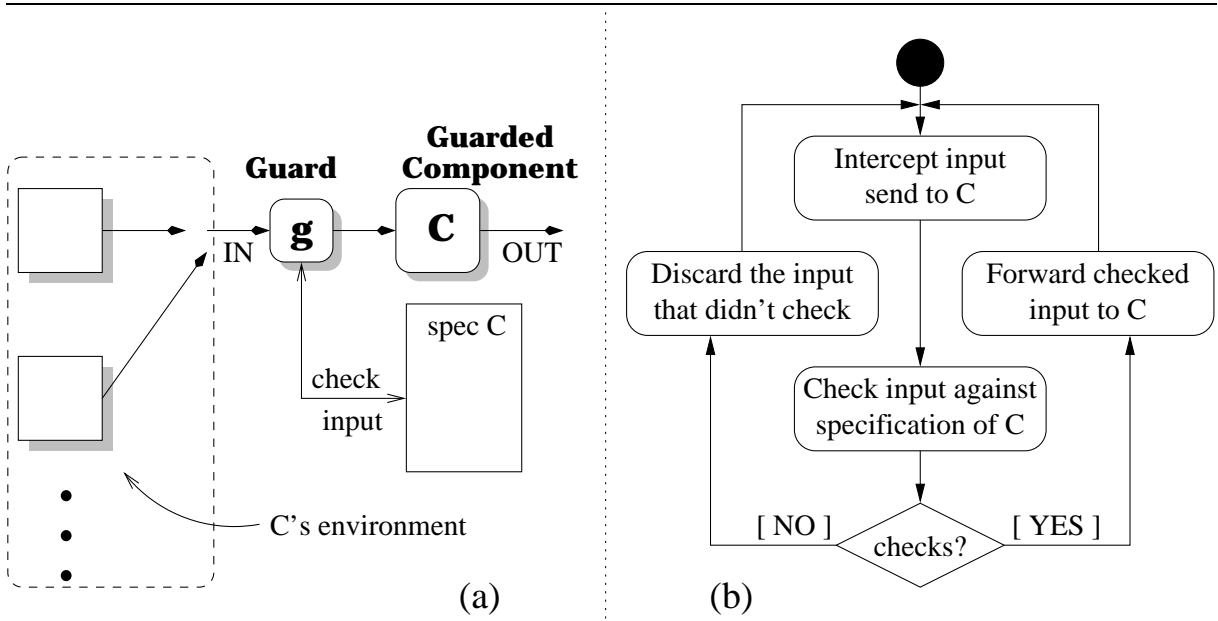 Guard
Guarded
Component
IN
g
C
OUT
spec C
check
input
C's environment
(a)
Intercept input
send to C
Discard the input
that didn't check
Forward checked
input to C
Check input against
specification of C
[ NO ]
checks?
[ YES ]
(b)